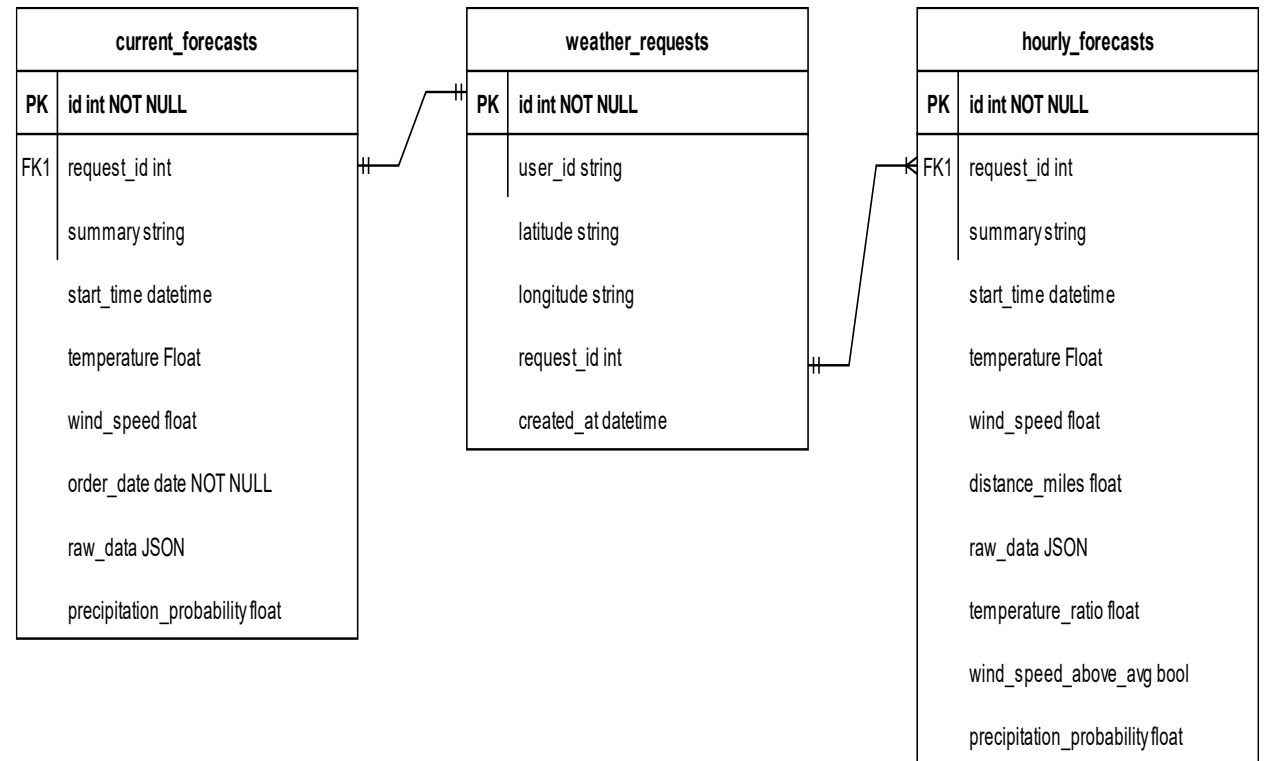 current_forecasts
PK id int NOT NULL
FK1 request_id int
summary string
start_time datetime
temperature Float
wind_speed float
order_date date NOT NULL
raw_data JSON
precipitation_probability float
weather_requests
PK id int NOT NULL
user_id string
latitude string
longitude string
request_id int
created_at datetime
hourly_forecasts
PK id int NOT NULL
FK1 request_id int
summary string
start_time datetime
temperature Float
wind_speed float
distance_miles float
raw_data JSON
temperature_ratio float
wind_speed_above_avg bool
precipitation_probability float